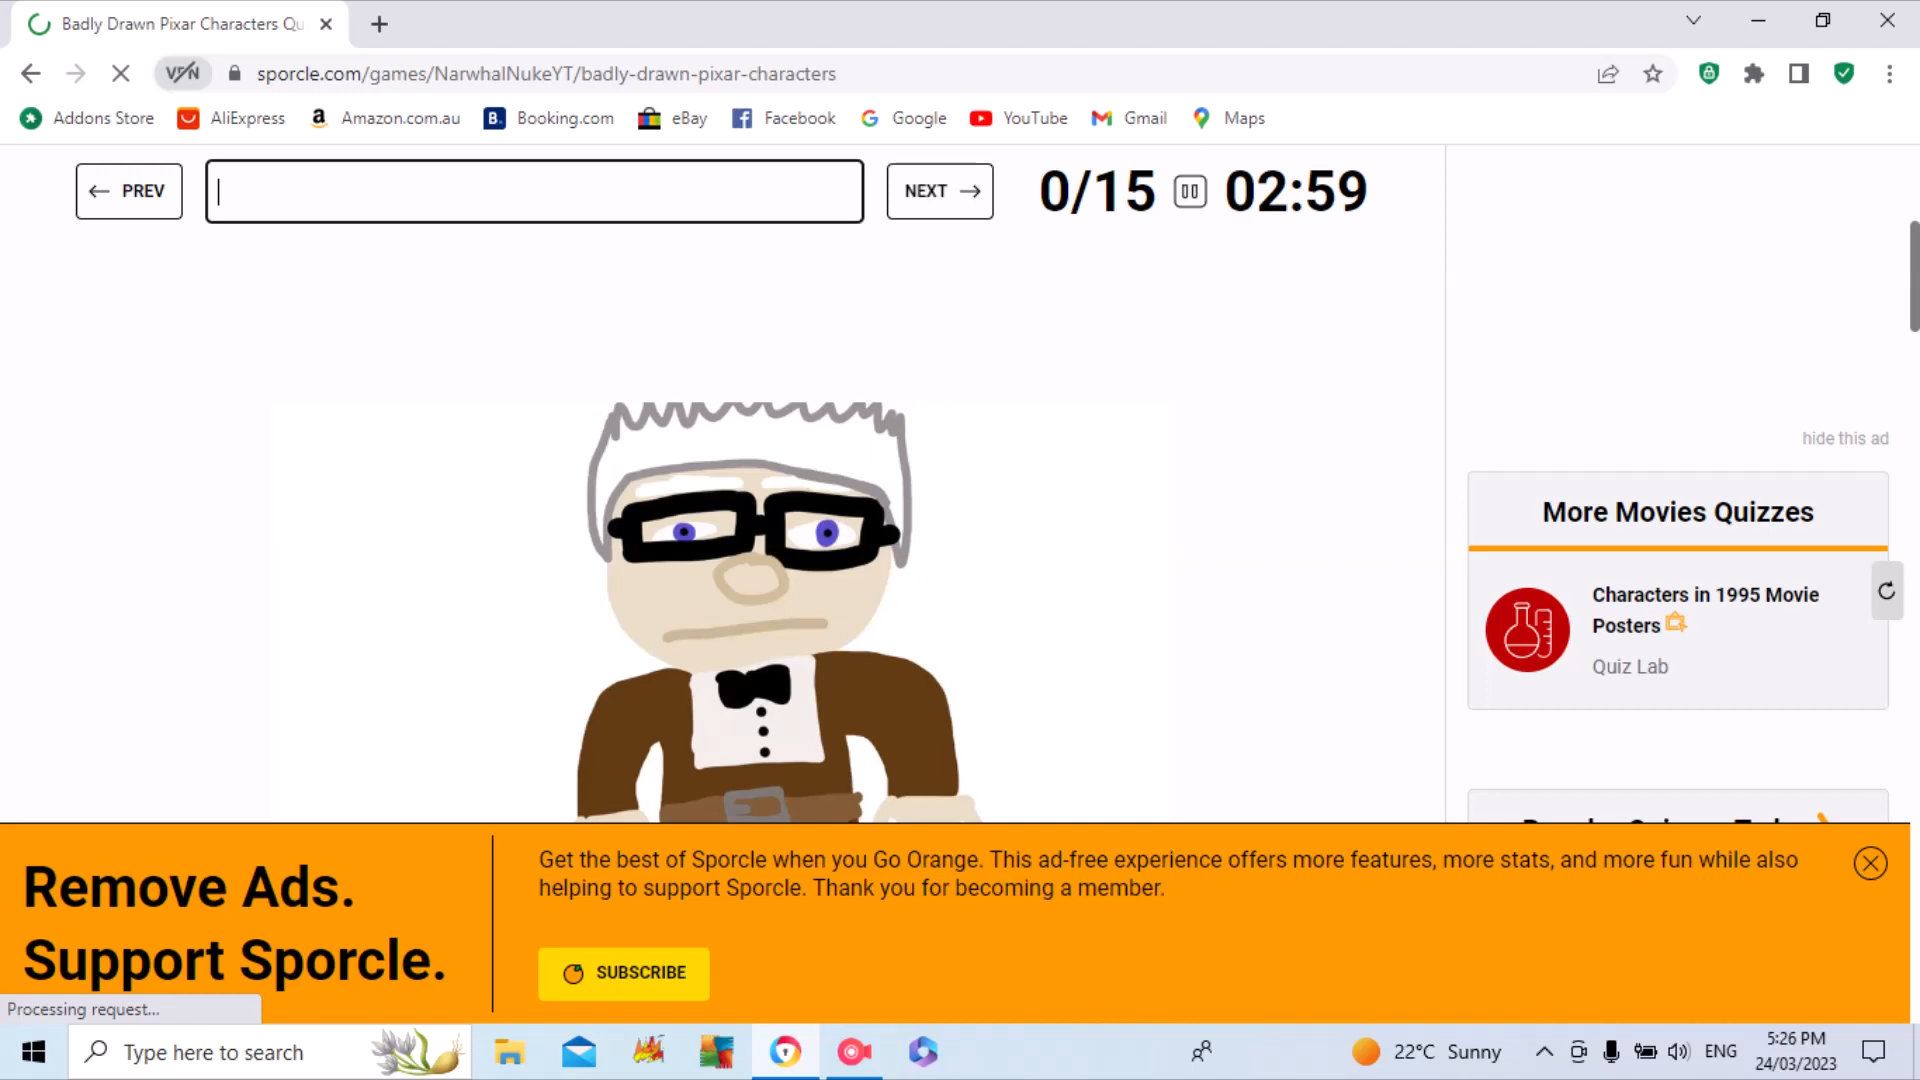 Badly Drawn Pixar Characters Qu
VPN
sporcle.com/games/NarwhalNukeYT/badly-drawn-pixar-characters
Addons Store
AliExpress
a Amazon.com.au
B. Booking.com
eBay
Facebook
Google
YouTube
Gmail
Maps
PREV
NEXT
0/15 02:59
hide this ad
More Movies Quizzes
Characters in 1995 Movie
Posters
Quiz Lab
Remove Ads.
Support Sporcle.
Get the best of Sporcle when you Go Orange. This ad-free experience offers more features, more stats, and more fun while also
helping to support Sporcle. Thank you for becoming a member.
SUBSCRIBE
Processing request...
Type here to search
22°C Sunny
ENG
5:26 PM
24/03/2023